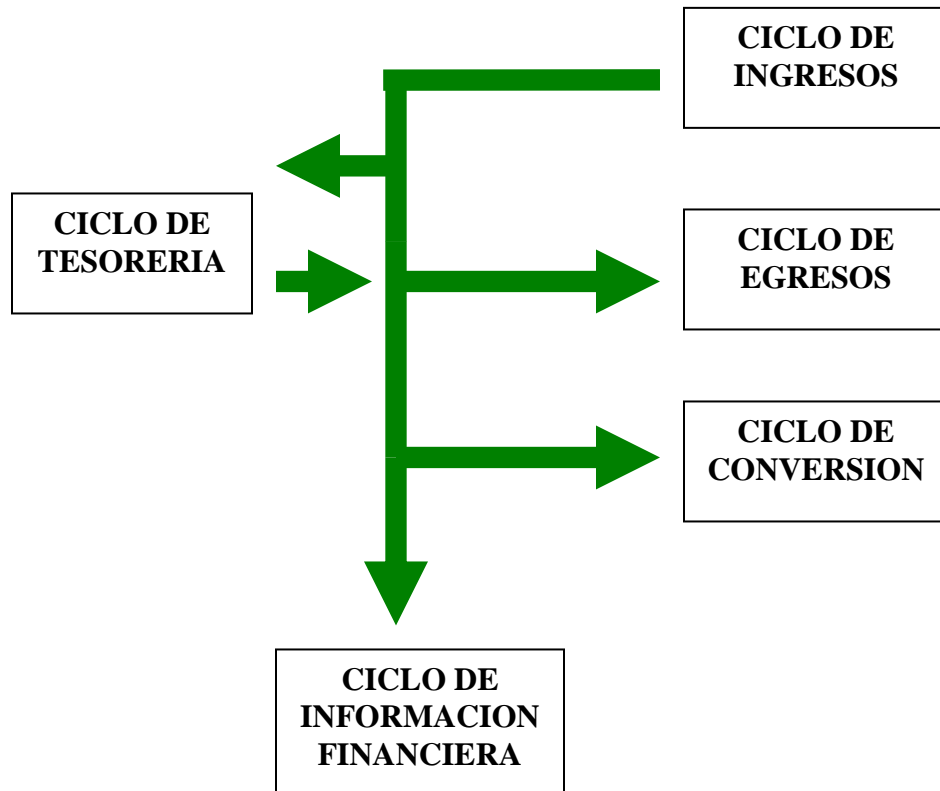 CICLO DE
INGRESOS
CICLO DE
TESORERIA
CICLO DE
EGRESOS
CICLO DE
CONVERSION
CICLO DE
INFORMACION
FINANCIERA